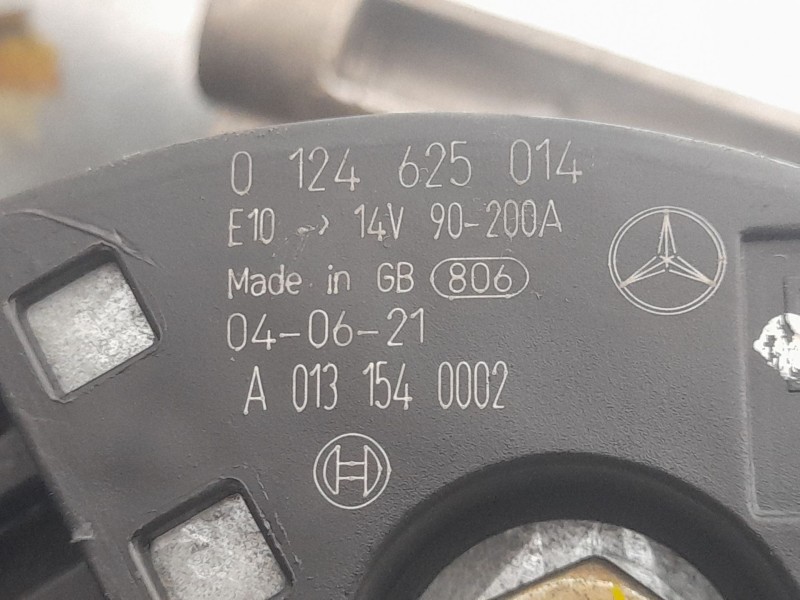 0 124 625 014
E10 -> 14V 90-200A
Made in GB 806
04-06-21
A 013 154 0002